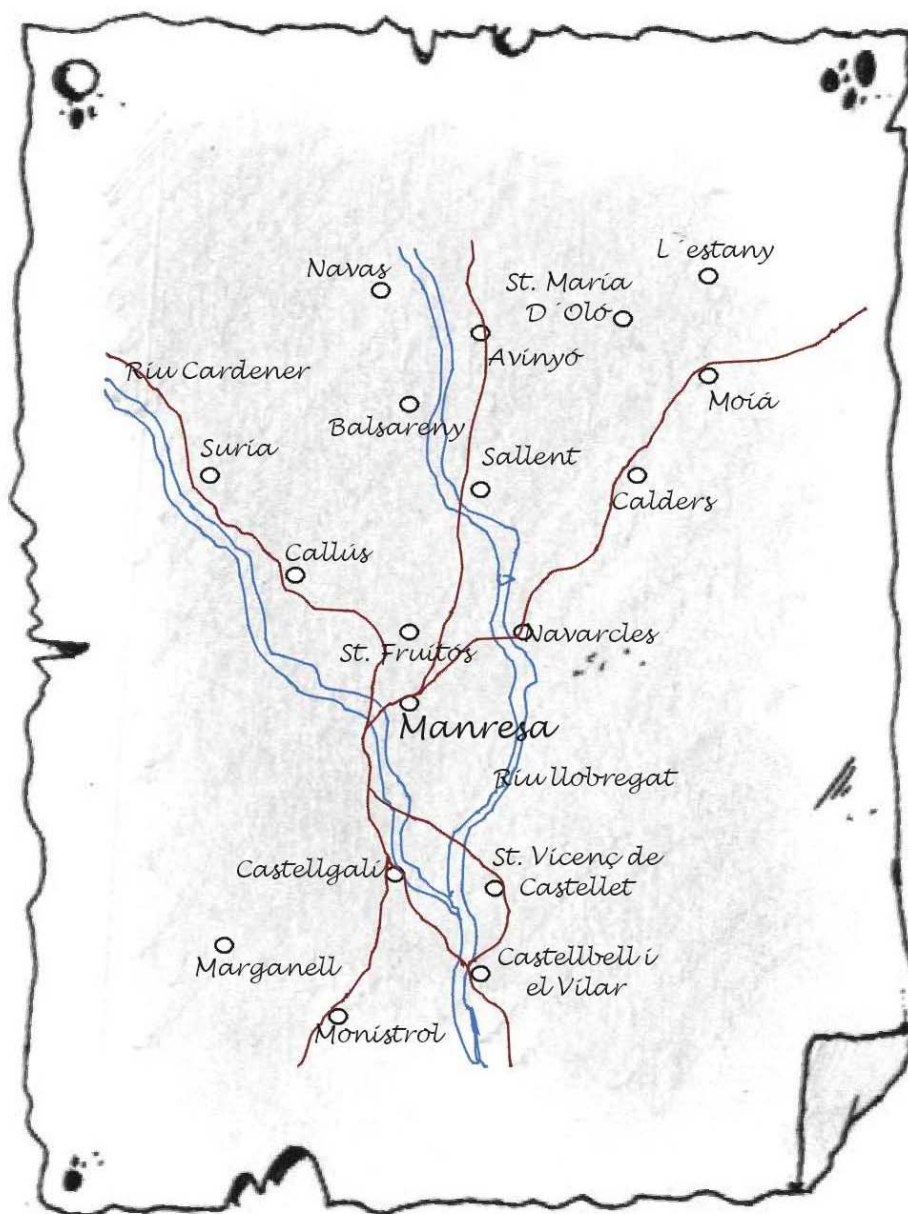 L´estany
Navas
St. Maria
D´Oló
Avinyó
Riu Cardener
Moiá
Balsareny
Suria
Sallent
Calders
Callús
Navarcles
St. Fruitós
Manresa
Riu llobregat
St. Vicenç de
Castellet
Castellgalí
Castellbell i
el Vilar
Marganell
Monistrol